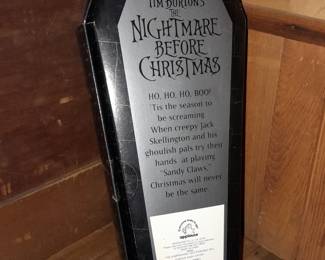 TIM BURTON'S
THE
NIGHTMARE
BEFORE
CHRISTMAS
HO, HO, HO, BOO!
'Tis the season to
be screaming
When creepy Jack
Skellington and his
ghoulish pals try their
hands at playing
"Sandy Claws,"
Christmas will never
be the same.
applause